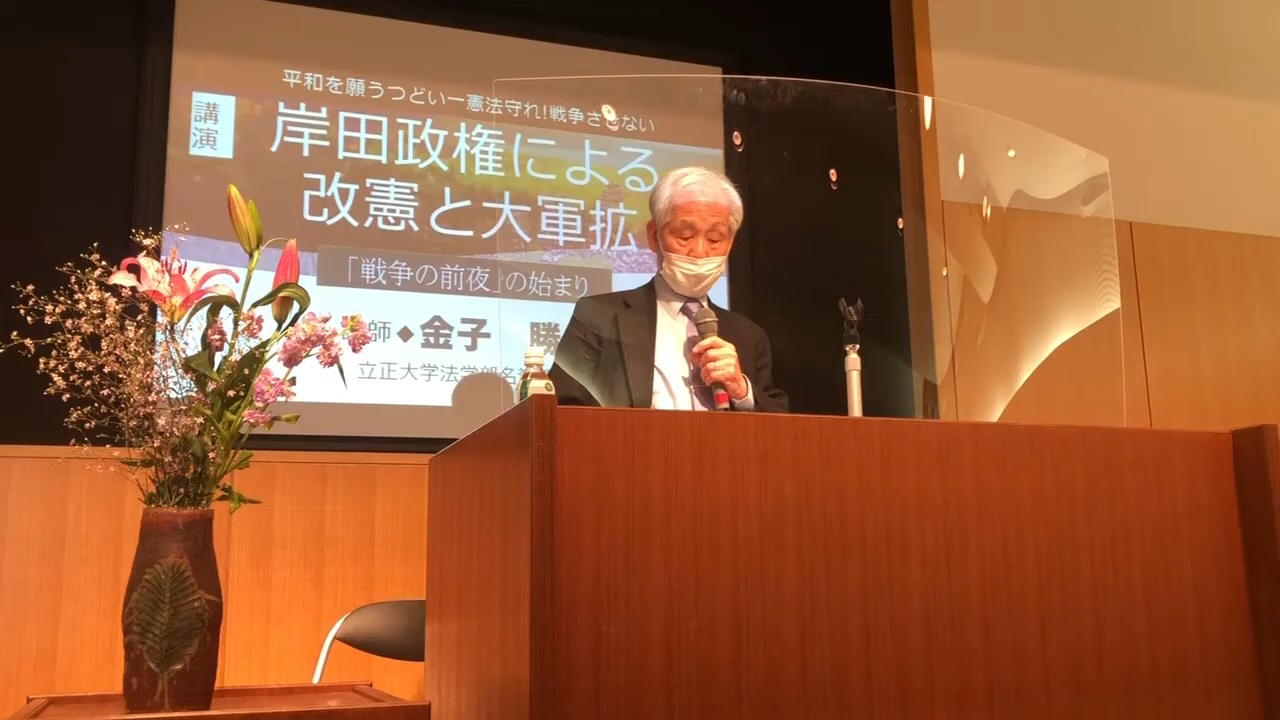 平和を願うつどいー憲法守れ!戦争させない
講演
岸田政権による
改憲と大軍拡
「戦争の前夜」の始まり
師◆金子 勝
立正大学法学部名